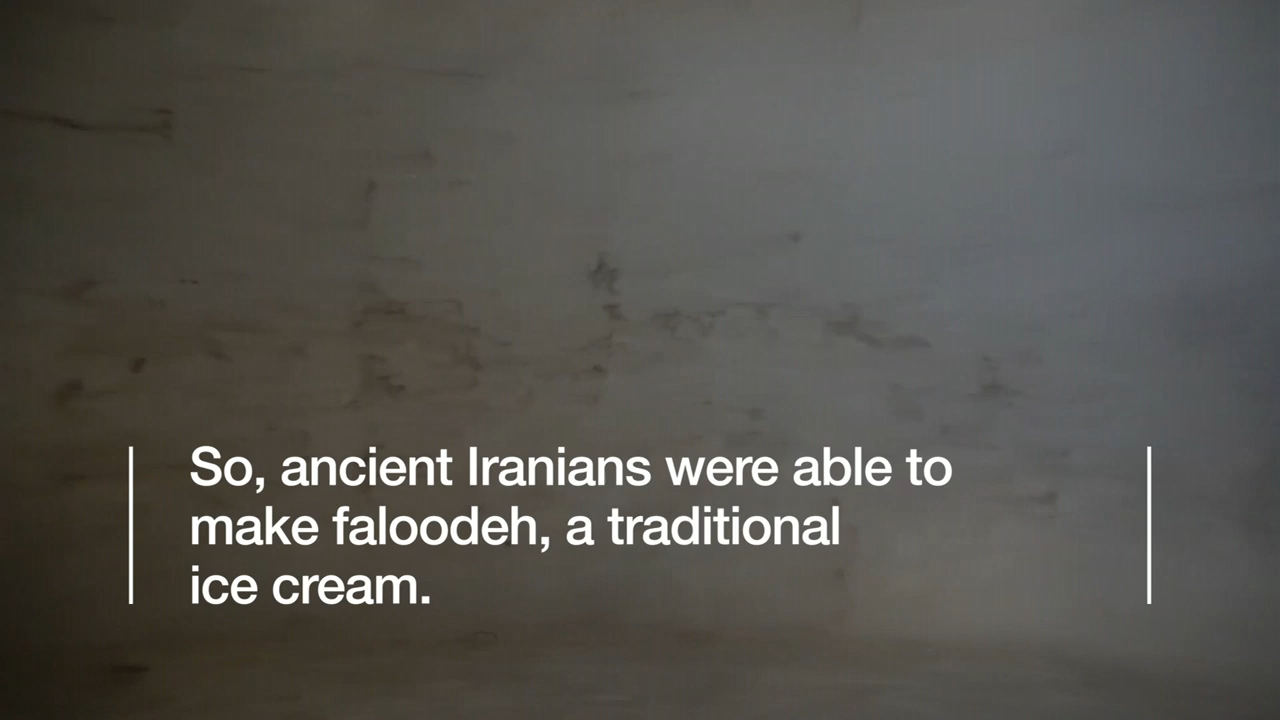 So, ancient Iranians were able to
make faloodeh, a traditional
ice cream.